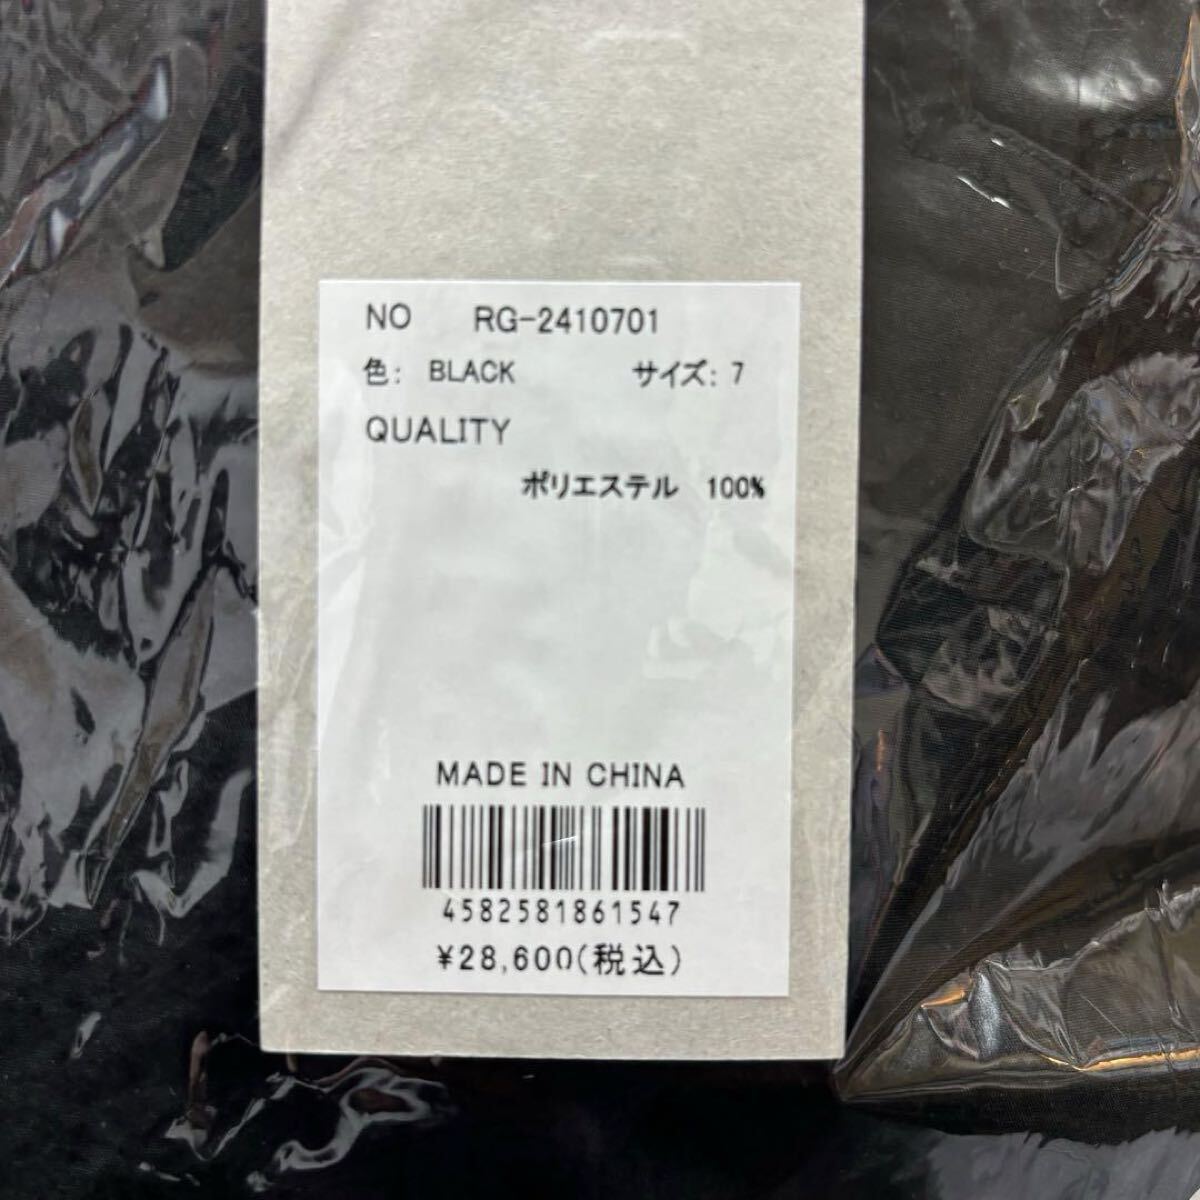 NO RG-2410701
色: BLACK サイズ: 7
QUALITY
ポリエステル 100%
MADE IN CHINA
4582581861547
¥28,600(税込)